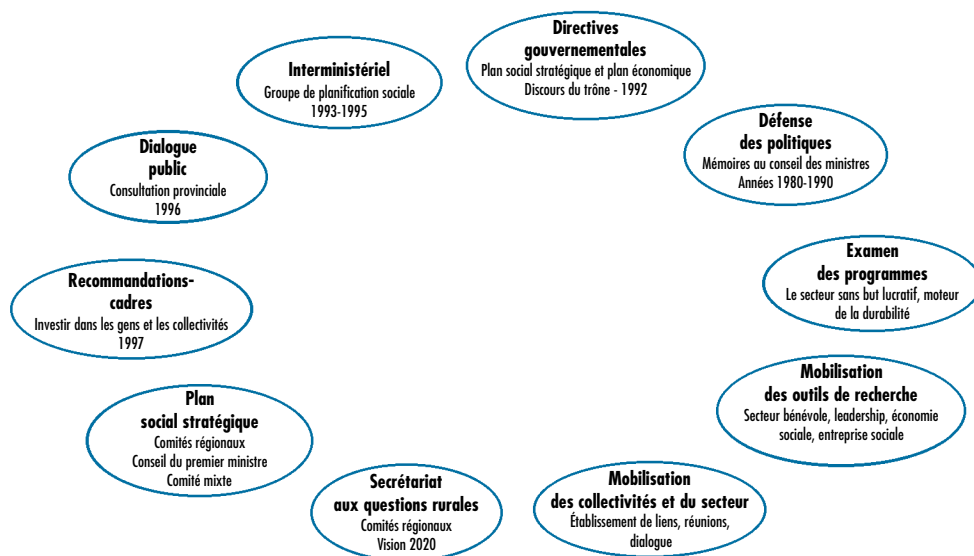 Directives
gouvernementales
Plan social stratégique et plan économique
Discours du trône - 1992
Interministériel
Groupe de planification sociale
1993-1995
Défense
des politiques
Mémoires au conseil des ministres
Années 1980-1990
Dialogue
public
Consultation provinciale
1996
Examen
des programmes
Le secteur sans but lucratif, moteur
de la durabilité
Recommandations-
cadres
Investir dans les gens et les collectivités
1997
Mobilisation
des outils de recherche
Secteur bénévole, leadership, économie
sociale, entreprise sociale
Plan
social stratégique
Comités régionaux
Conseil du premier ministre
Comité mixte
Secrétariat
aux questions rurales
Comités régionaux
Vision 2020
Mobilisation
des collectivités et du secteur
Établissement de liens, réunions,
dialogue